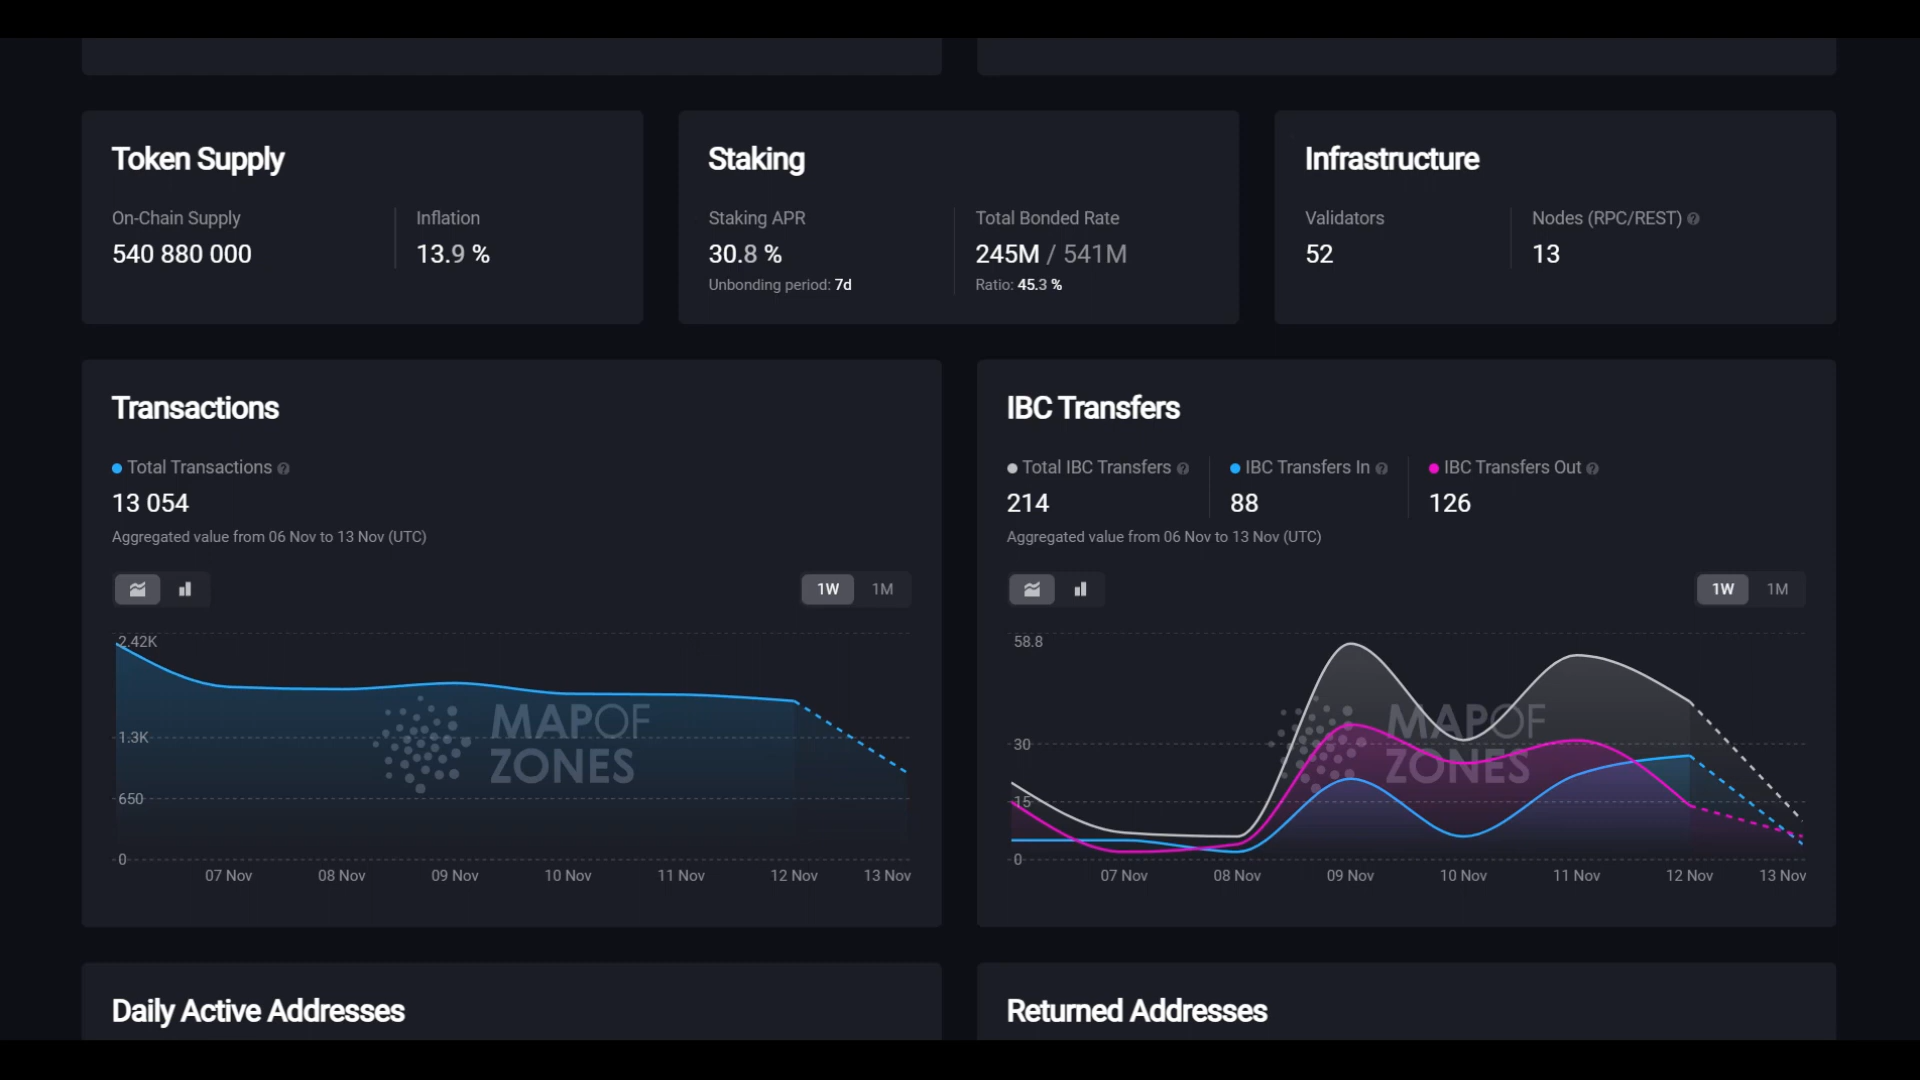 Token Supply
On-Chain Supply
540 880 000
Inflation
13.9 %
Staking
Staking APR
30.8 %
Unbonding period: 7d
Total Bonded Rate
245M / 541M
Ratio: 45.3 %
Infrastructure
Validators
52
Nodes (RPC/REST) ?
13
Transactions
Total Transactions ?
13 054
Aggregated value from 06 Nov to 13 Nov (UTC)
1W 1M
2.42K
1.3K
650
0
MAPOF
ZONES
07 Nov 08 Nov 09 Nov 10 Nov 11 Nov 12 Nov 13 Nov
IBC Transfers
Total IBC Transfers ?
214
IBC Transfers In ?
88
IBC Transfers Out ?
126
Aggregated value from 06 Nov to 13 Nov (UTC)
1W 1M
58.8
30
15
0
MAPOF
ZONES
07 Nov 08 Nov 09 Nov 10 Nov 11 Nov 12 Nov 13 Nov
Daily Active Addresses
Returned Addresses